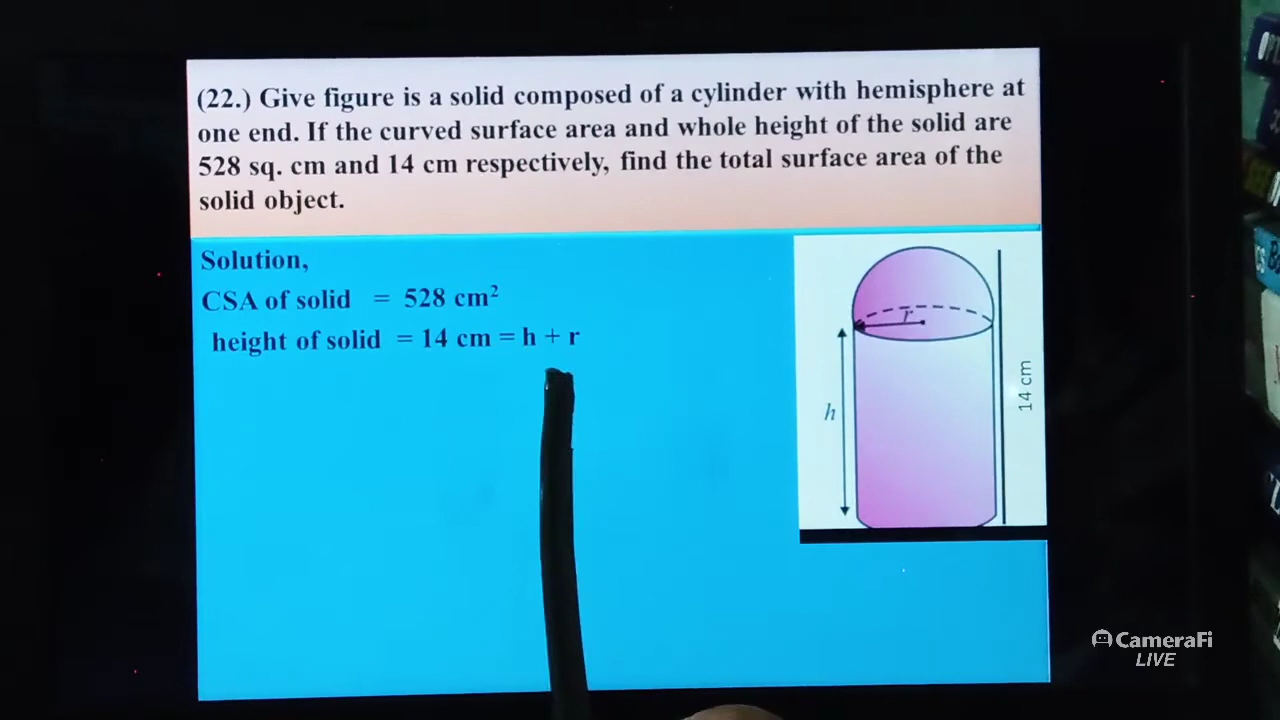 (22.) Give figure is a solid composed of a cylinder with hemisphere at
one end. If the curved surface area and whole height of the solid are
528 sq. cm and 14 cm respectively, find the total surface area of the
solid object.
Solution,
CSA of solid = 528 cm²
height of solid = 14 cm = h + r
r
h
14 cm
CameraFi
LIVE